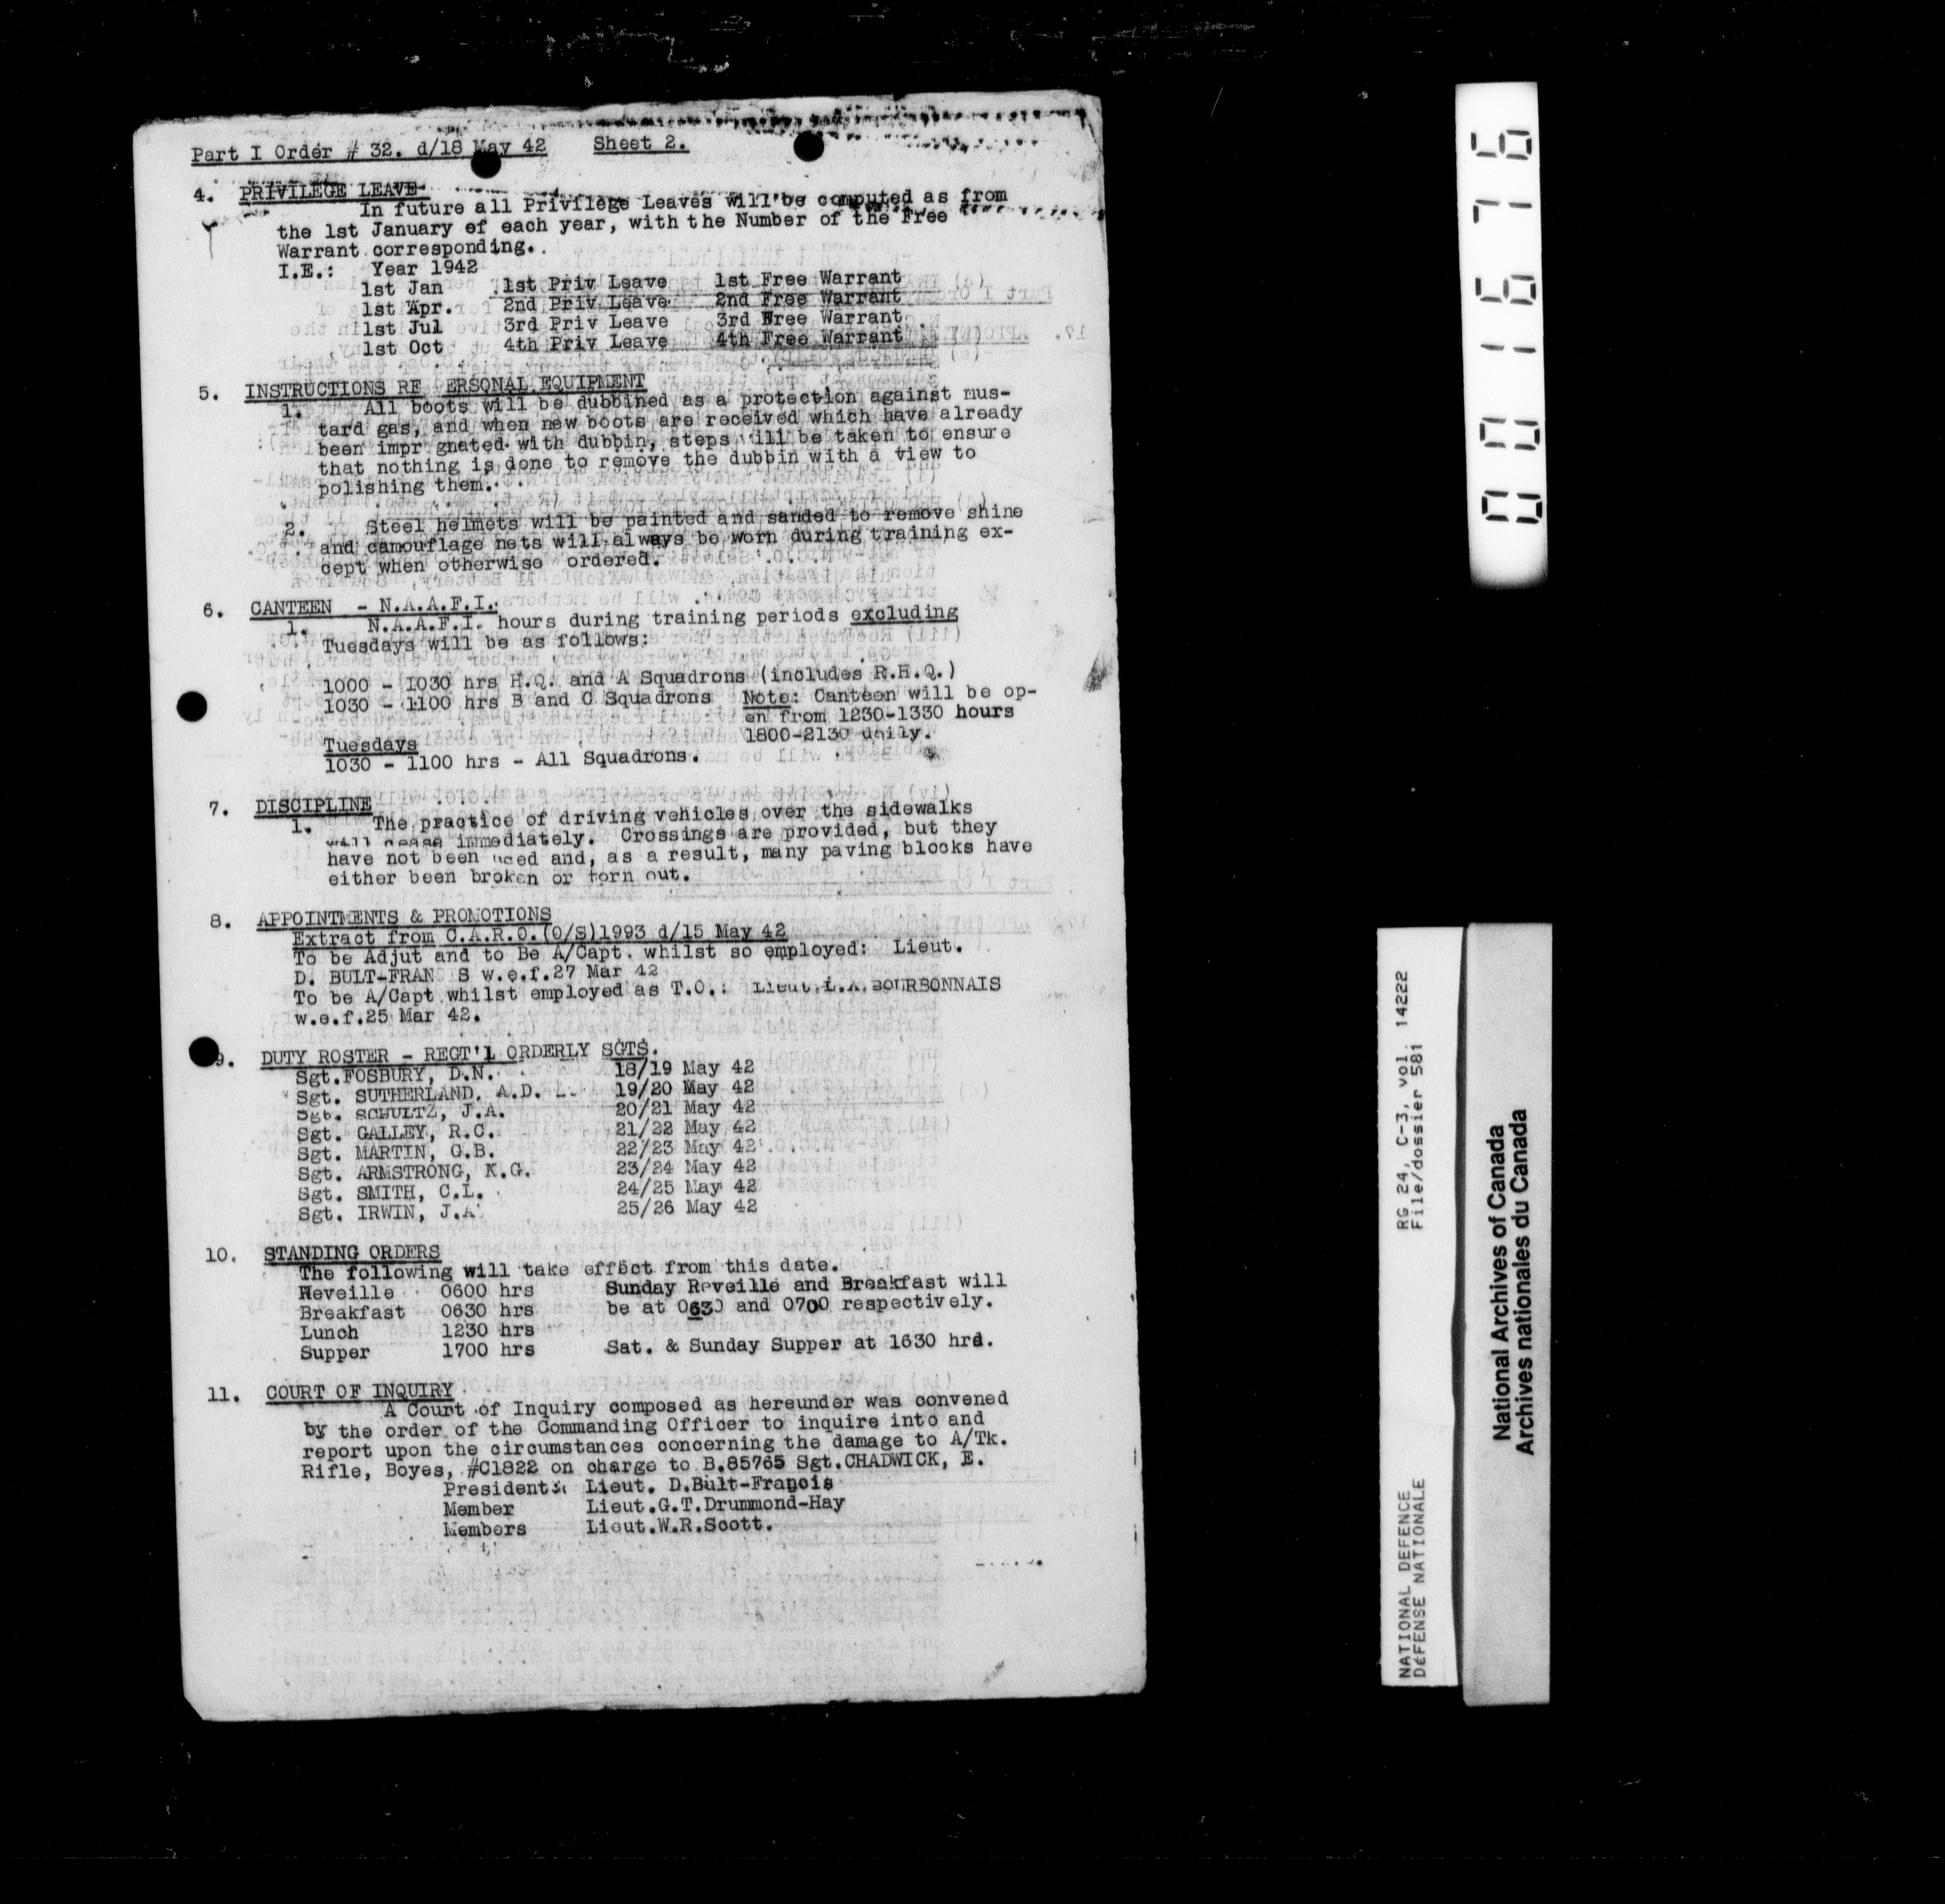 Part I Order # 32. d/18 May 42 Sheet 2.
4. PRIVILEGE LEAVE
In future all Privilege Leaves will be computed as from
the 1st January of each year, with the Number of the Free
Warrant corresponding.
I.E.: Year 1942
1st Jan 1st Priv Leave 1st Free Warrant
1st Apr. 2nd Priv Leave 2nd Free Warrant
1st Jul 3rd Priv Leave 3rd Free Warrant
1st Oct 4th Priv Leave 4th Free Warrant
5. INSTRUCTIONS RE ERSONAL EQUIPMENT
1. All boots will be dubbined as a protection against mus-
tard gas, and when new boots are received which have already
been impr gnated with dubbin, steps will be taken to ensure
that nothing is done to remove the dubbin with a view to
polishing them.
2. Steel helmets will be painted and sanded to remove shine
and camouflage nets will always be worn during training ex-
cept when otherwise ordered.
6. CANTEEN - N.A.A.F.I.
1. N.A.A.F.I. hours during training periods excluding
Tuesdays will be as follows:
1000 - 1030 hrs H.Q. and A Squadrons (includes R.H.Q.)
1030 - 1100 hrs B and C Squadrons Note: Canteen will be op-
en from 1230-1330 hours
1800-2130 daily.
Tuesdays
1030 - 1100 hrs - All Squadrons.
7. DISCIPLINE
1. The practice of driving vehicles over the sidewalks
will cease immediately. Crossings are provided, but they
have not been used and, as a result, many paving blocks have
either been broken or torn out.
8. APPOINTMENTS & PROMOTIONS
Extract from C.A.R.O.(O/S)1993 d/15 May 42
To be Adjut and to Be A/Capt. whilst so employed: Lieut.
D. BULT-FRANC S w.e.f.27 Mar 42
To be A/Capt whilst employed as T.O.: Lieut.L.A.BOURBONNAIS
w.e.f.25 Mar 42.
9. DUTY ROSTER - REGT'L ORDERLY SGTS.
Sgt.FOSBURY, D.N. 18/19 May 42
Sgt. SUTHERLAND, A.D. 19/20 May 42
Sgt. SCHULTZ, J.A. 20/21 May 42
Sgt. GALLEY, R.C. 21/22 May 42
Sgt. MARTIN, G.B. 22/23 May 42
Sgt. ARMSTRONG, K.G. 23/24 May 42
Sgt. SMITH, C.L. 24/25 May 42
Sgt. IRWIN, J.A. 25/26 May 42
10. STANDING ORDERS
The following will take effect from this date.
Reveille 0600 hrs Sunday Reveille and Breakfast will
Breakfast 0630 hrs be at 0630 and 0700 respectively.
Lunch 1230 hrs
Supper 1700 hrs Sat. & Sunday Supper at 1630 hrs.
11. COURT OF INQUIRY
A Court of Inquiry composed as hereunder was convened
by the order of the Commanding Officer to inquire into and
report upon the circumstances concerning the damage to A/Tk.
Rifle, Boyes, #C1822 on charge to B.85765 Sgt.CHADWICK, E.
President: Lieut. D.Bult-Francis
Member Lieut.G.T.Drummond-Hay
Members Lieut.W.R.Scott.
001676
RG 24, C-3, vol. 14222
File/dossier 581
NATIONAL DEFENCE
DÉFENSE NATIONALE
National Archives of Canada
Archives nationales du Canada